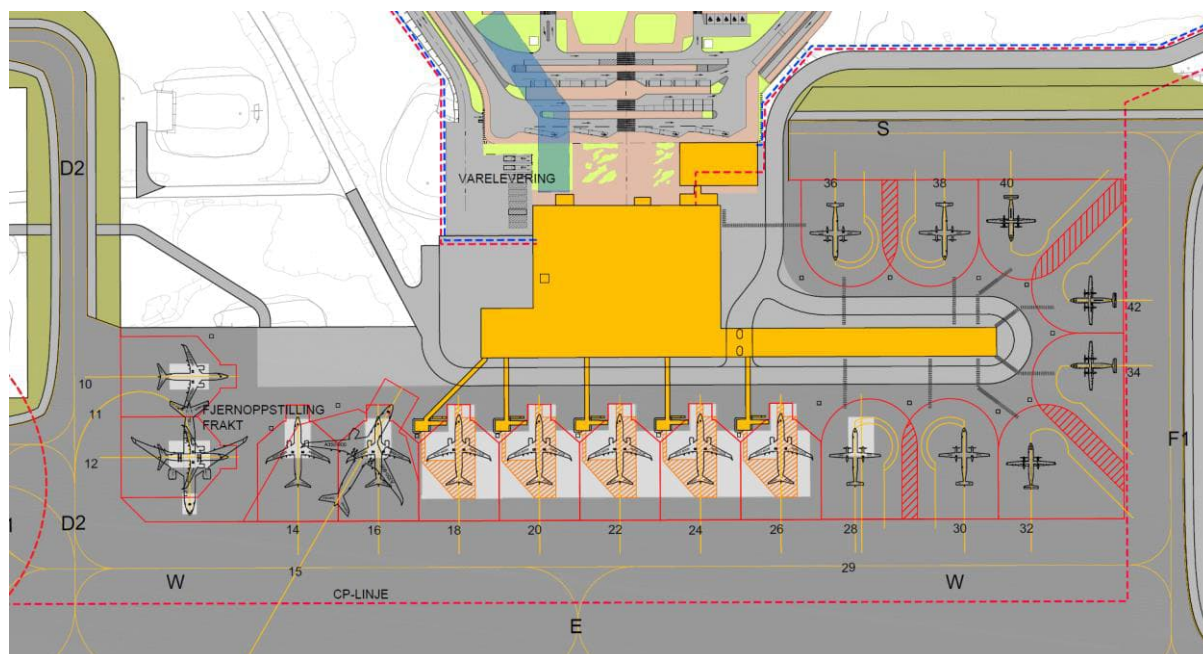 D2
S
VARELEVERING
36
38
40
42
34
10
11
FJERNOPPSTILLING
FRAKT
12
F1
D2
14
16
18
20
22
24
26
28
30
32
15
29
W
W
CP-LINJE
E